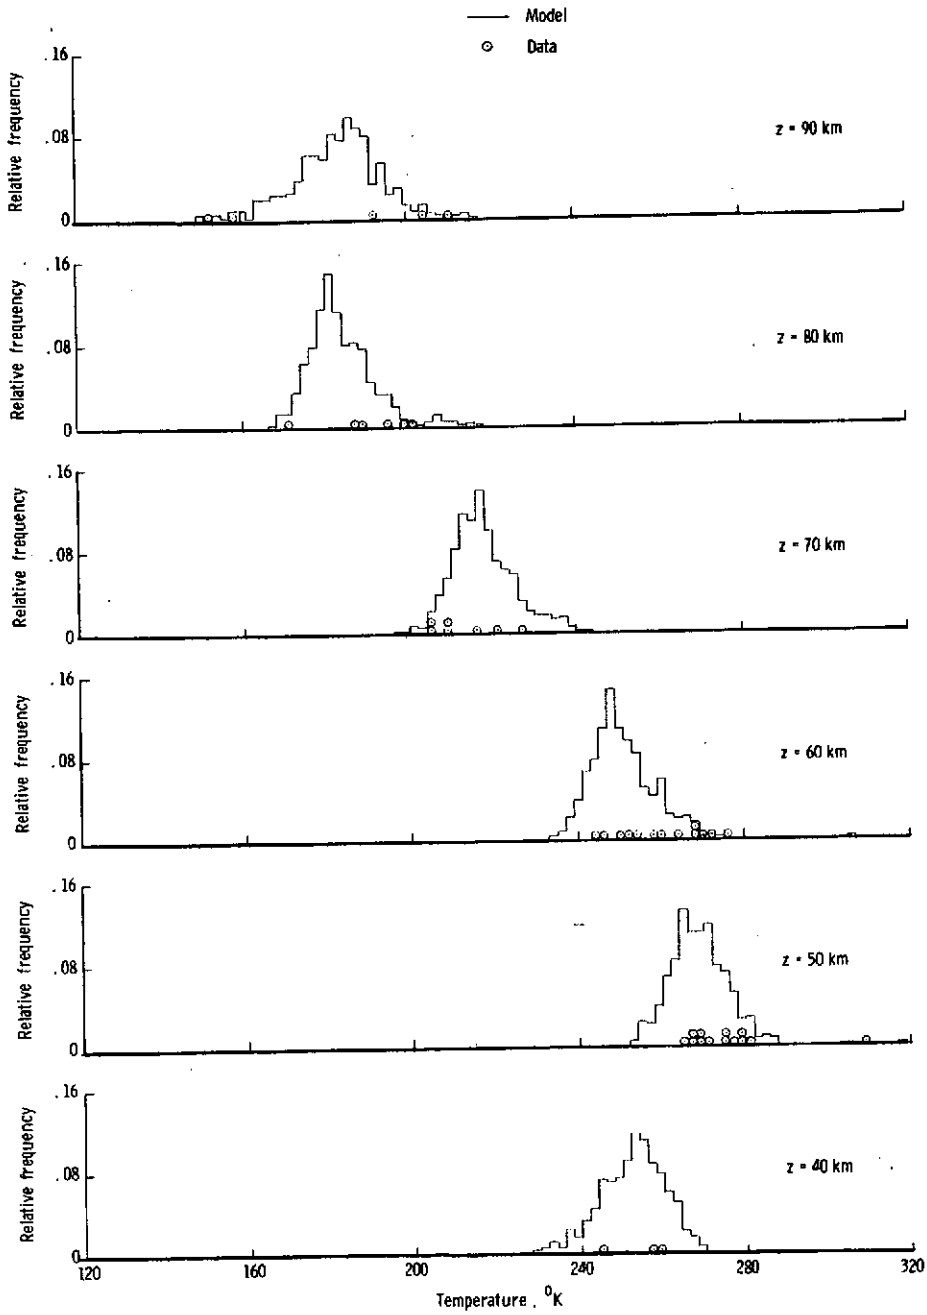 Model
Data
.16
.08
0
Relative frequency
z = 90 km
.16
.08
0
Relative frequency
z = 80 km
.16
.08
0
Relative frequency
z = 70 km
.16
.08
0
Relative frequency
z = 60 km
.16
.08
0
Relative frequency
z = 50 km
.16
.08
0
Relative frequency
z = 40 km
120 160 200 240 280 320
Temperature, °K